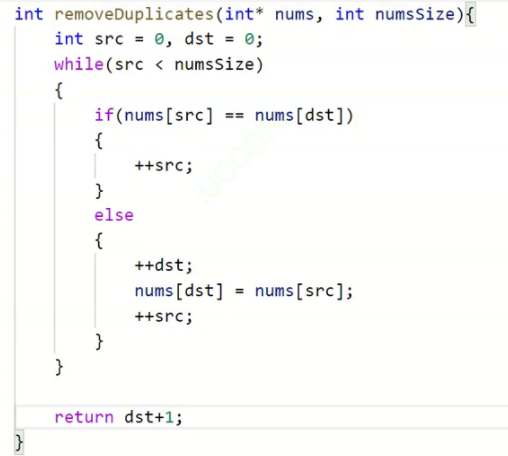 int removeDuplicates(int* nums, int numsSize){
    int src = 0, dst = 0;
    while(src < numsSize)
    {
        if(nums[src] == nums[dst])
        {
            ++src;
        }
        else
        {
            ++dst;
            nums[dst] = nums[src];
            ++src;
        }
    }

    return dst+1;
}